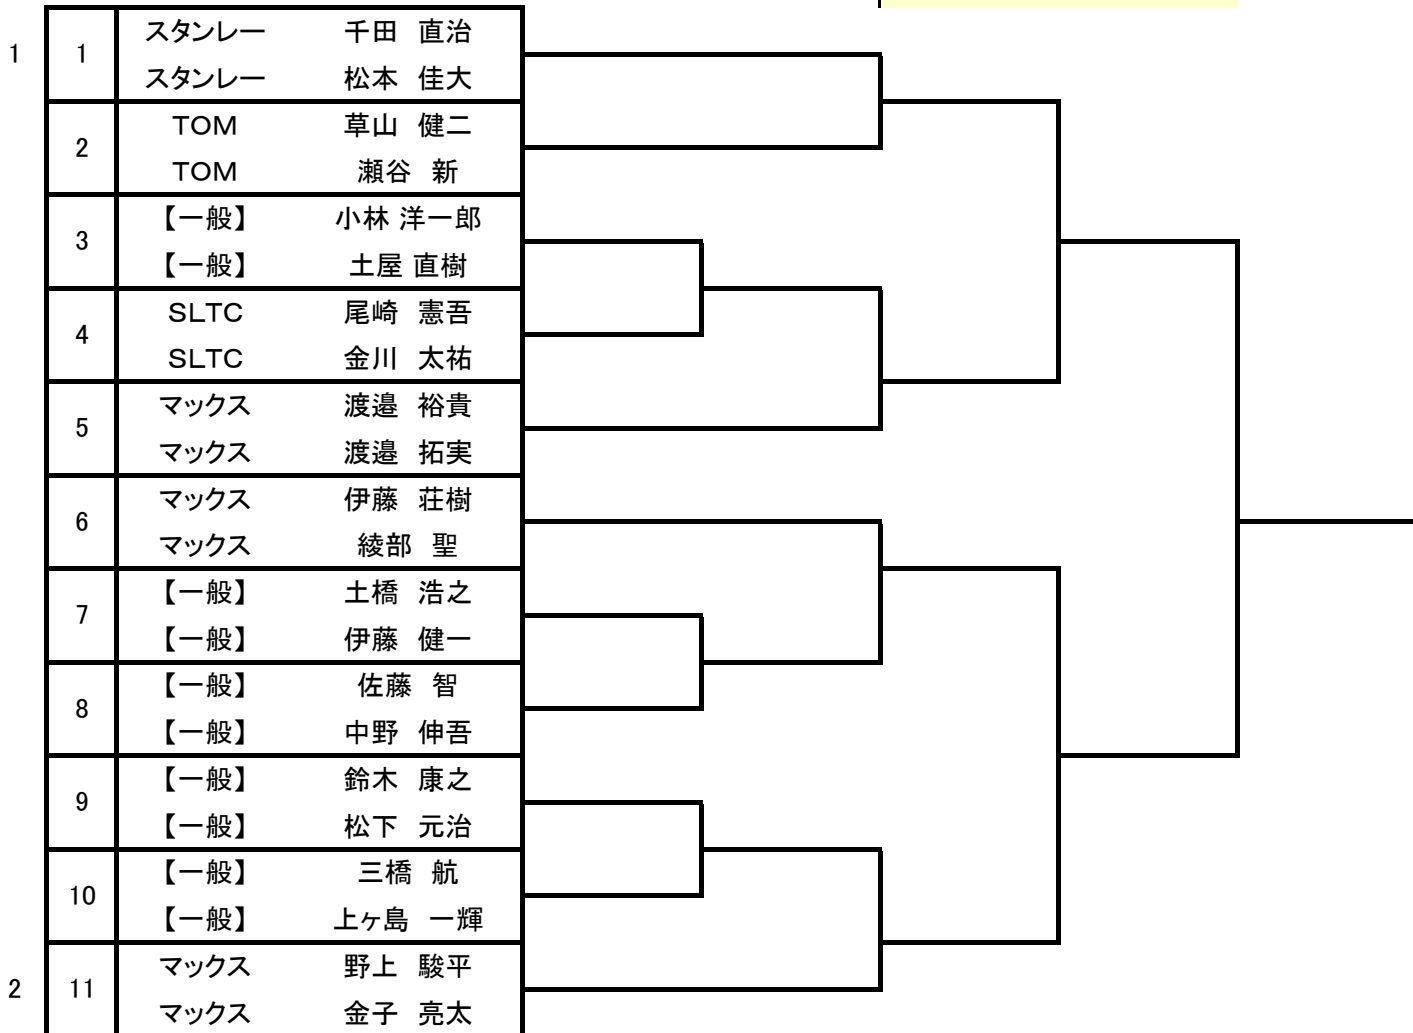 スタンレー 千田 直治
1 1
スタンレー 松本 佳大
TOM 草山 健二
2
TOM 瀬谷 新
【一般】 小林 洋一郎
3
【一般】 土屋 直樹
SLTC 尾崎 憲吾
4
SLTC 金川 太祐
マックス 渡邉 裕貴
5
マックス 渡邉 拓実
マックス 伊藤 荘樹
6
マックス 綾部 聖
【一般】 土橋 浩之
7
【一般】 伊藤 健一
【一般】 佐藤 智
8
【一般】 中野 伸吾
【一般】 鈴木 康之
9
【一般】 松下 元治
【一般】 三橋 航
10
【一般】 上ヶ島 一輝
マックス 野上 駿平
2 11
マックス 金子 亮太